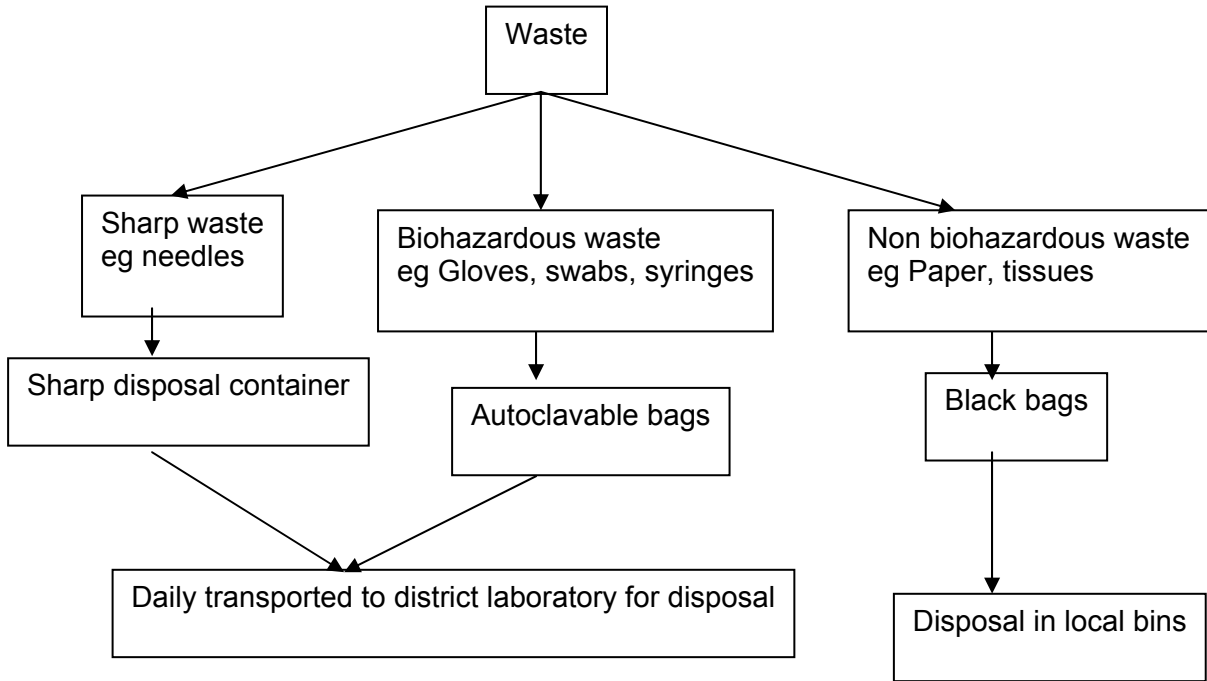 Waste
Sharp waste
eg needles
Biohazardous waste
eg Gloves, swabs, syringes
Non biohazardous waste
eg Paper, tissues
Sharp disposal container
Autoclavable bags
Black bags
Daily transported to district laboratory for disposal
Disposal in local bins